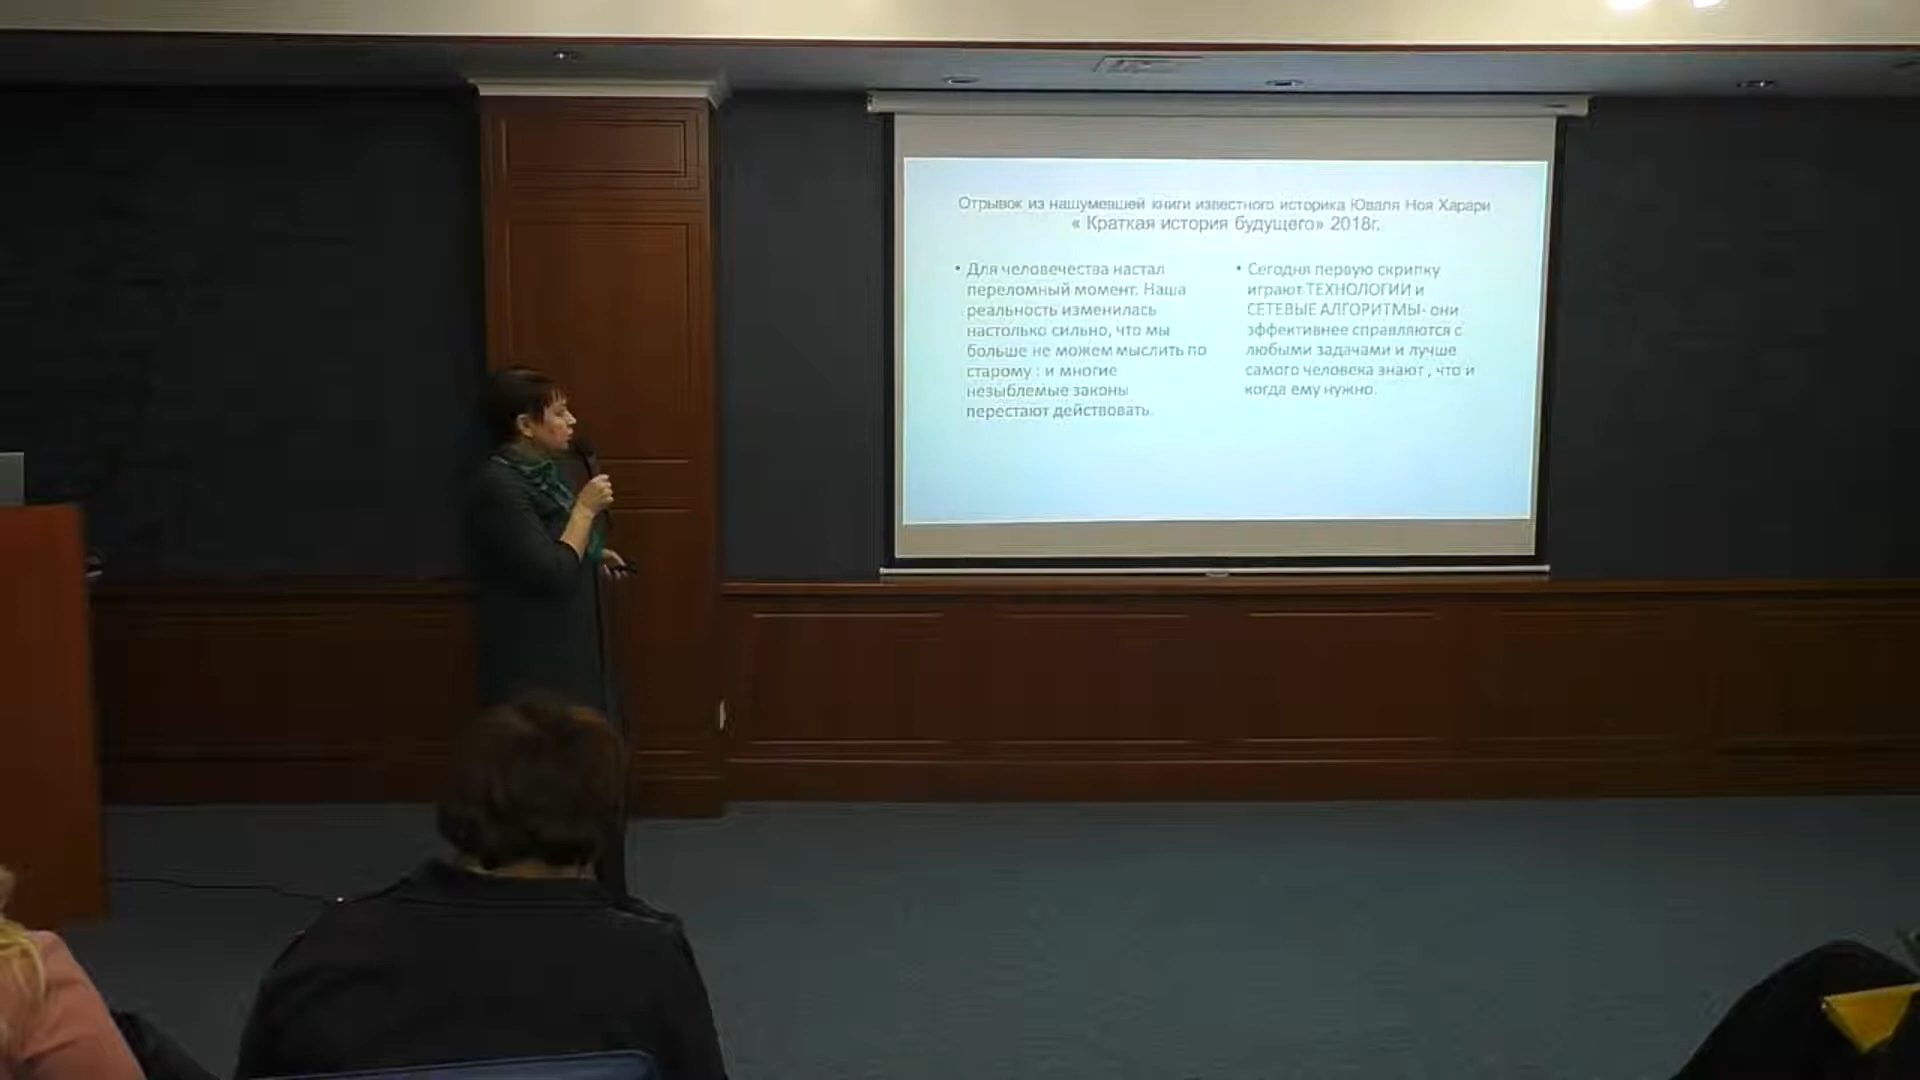 Отрывок из нашумевшей книги известного историка Юваля Ноя Харари
« Краткая история будущего» 2018г.
• Для человечества настал
переломный момент. Наша
реальность изменилась
настолько сильно, что мы
больше не можем мыслить по
старому : и многие
незыблемые законы
перестают действовать.
• Сегодня первую скрипку
играют ТЕХНОЛОГИИ и
СЕТЕВЫЕ АЛГОРИТМЫ- они
эффективнее справляются с
любыми задачами и лучше
самого человека знают , что и
когда ему нужно.